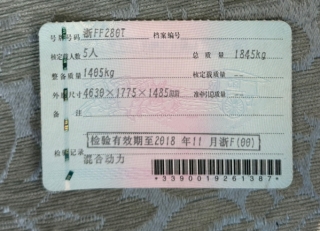 号牌号码 浙FF280T 档案编号
核定载人数 5人 总质量 1845kg
整备质量 1405kg 核定载质量
外廓尺寸 4630×1775×1485mm 准牵引总质量
备注
检验有效期至2018年11月浙F(00)
检验记录
混合动力
*3390019261387*